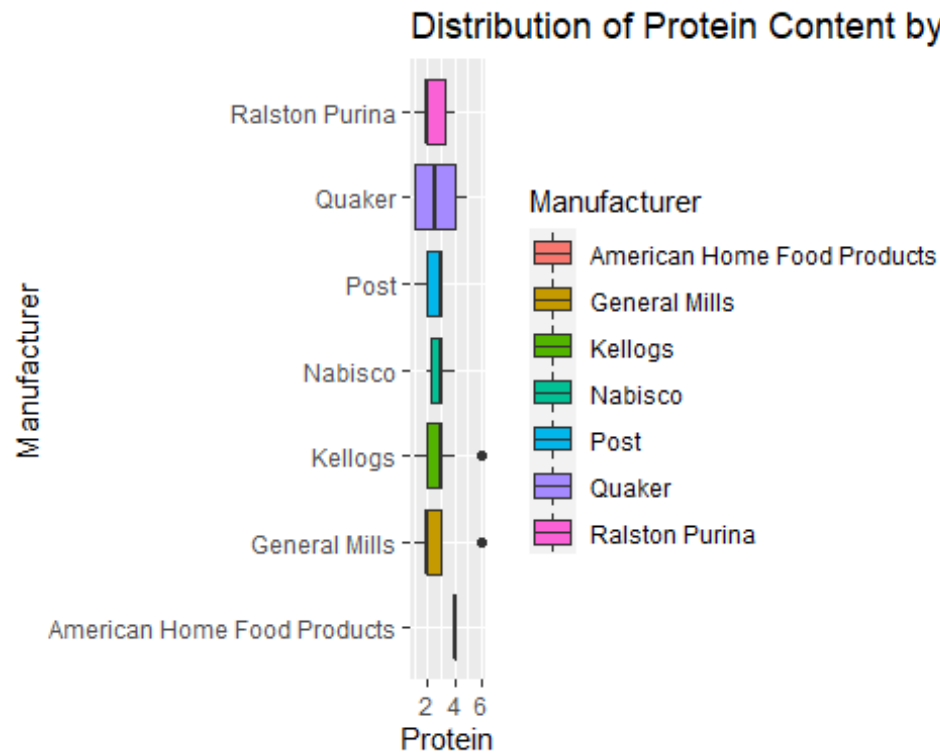 Distribution of Protein Content by
Manufacturer
Ralston Purina
Quaker
Post
Nabisco
Kellogs
General Mills
American Home Food Products
2 4 6
Protein
Manufacturer
American Home Food Products
General Mills
Kellogs
Nabisco
Post
Quaker
Ralston Purina